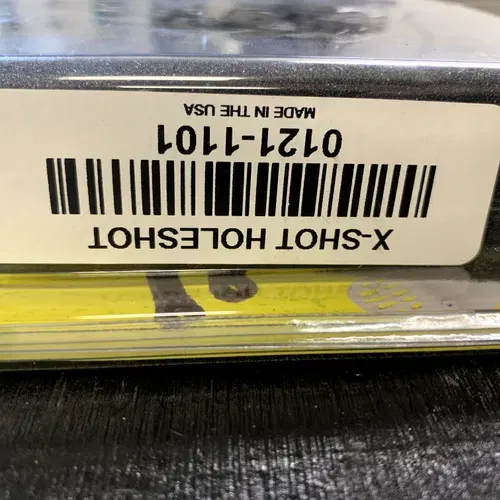 X-SHOT HOLESHOT
0121-1101
MADE IN THE USA